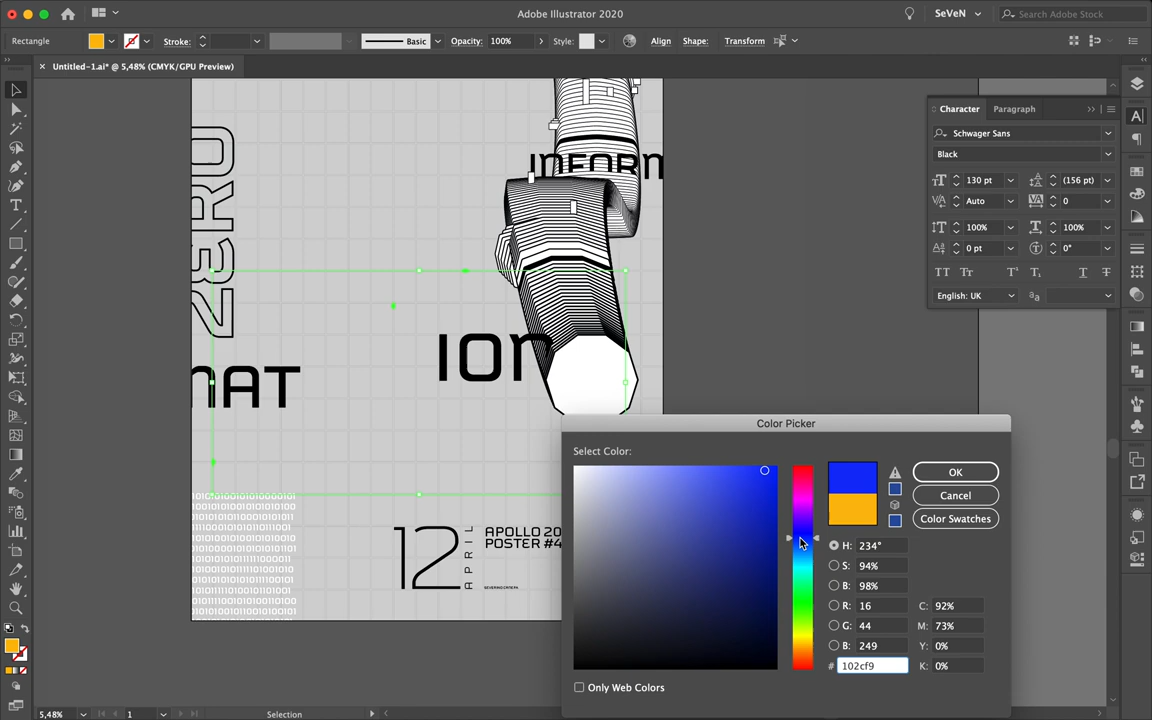 Adobe Illustrator 2020
SeVeN
Search Adobe Stock
Rectangle
Stroke:
Basic
Opacity:
100%
Style:
Align
Shape:
Transform
Untitled-1.ai* @ 5,48% (CMYK/GPU Preview)
Character
Paragraph
Schwager Sans
Black
130 pt
(156 pt)
Auto
0
100%
100%
0 pt
0°
English: UK
ZERO
INFORM
MAT
ION
12
APRIL
APOLLO 20
POSTER #4
Color Picker
Select Color:
OK
Cancel
Color Swatches
H: 234°
S: 94%
B: 98%
R: 16
C: 92%
G: 44
M: 73%
B: 249
Y: 0%
# 102cf9
K: 0%
Only Web Colors
5,48%
1
Selection